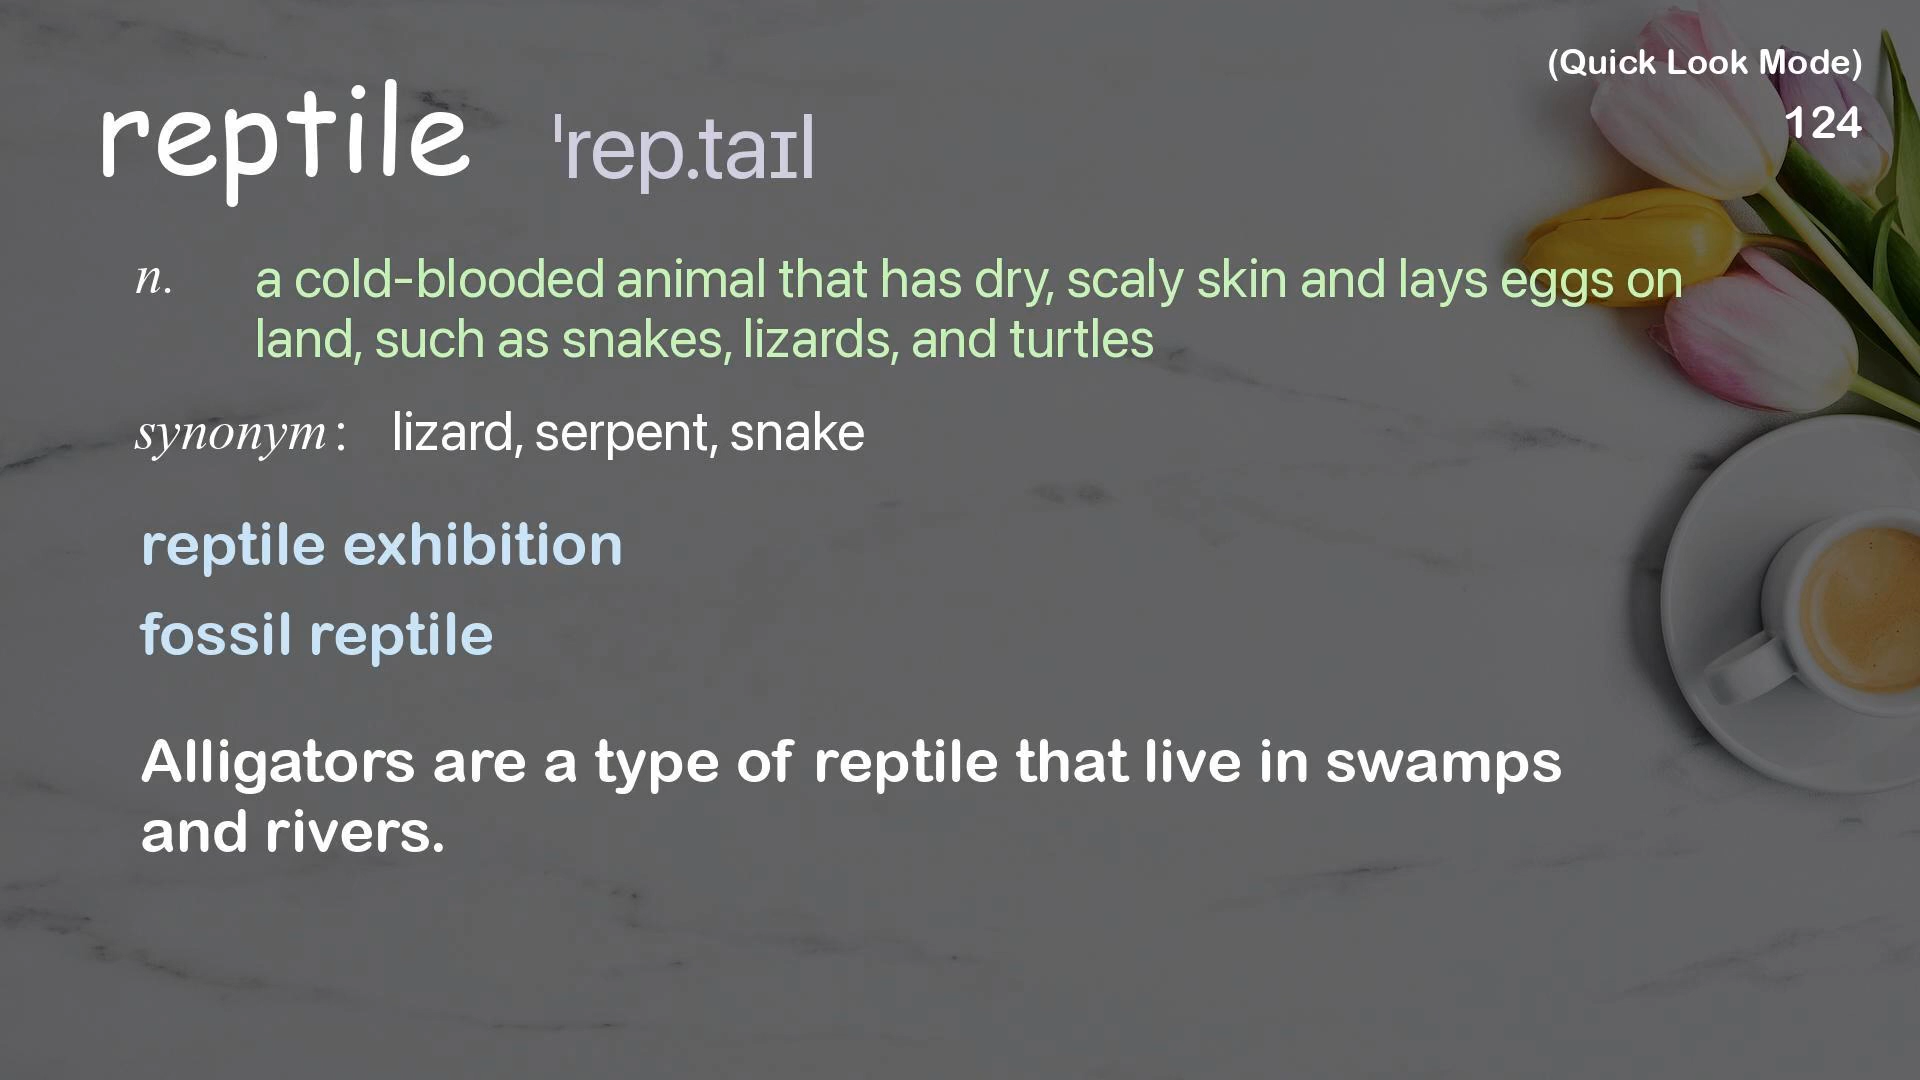 (Quick Look Mode)
124
reptile ˈrep.taɪl
n. a cold-blooded animal that has dry, scaly skin and lays eggs on
land, such as snakes, lizards, and turtles
synonym: lizard, serpent, snake
reptile exhibition
fossil reptile
Alligators are a type of reptile that live in swamps
and rivers.